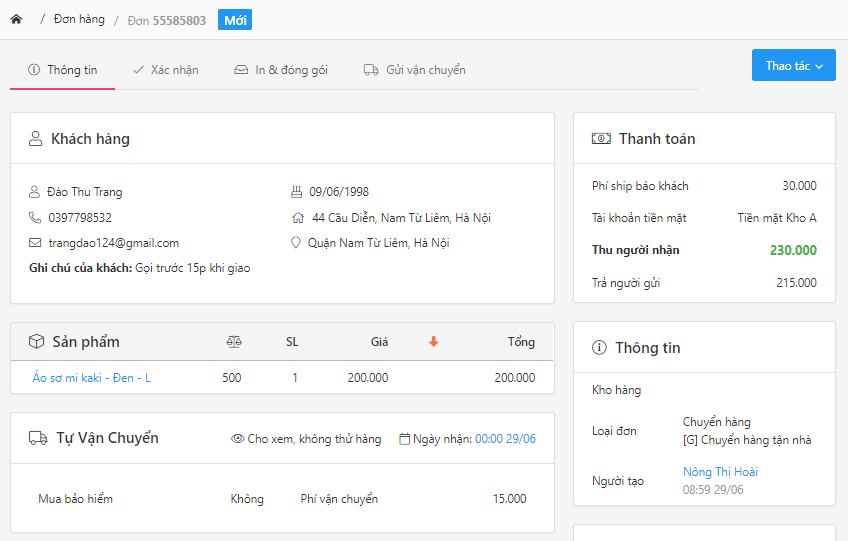 / Đơn hàng / Đơn 55585803 Mới
Thông tin Xác nhận In & đóng gói Gửi vận chuyển
Thao tác
Khách hàng
Đào Thu Trang 09/06/1998
0397798532 44 Cầu Diễn, Nam Từ Liêm, Hà Nội
trangdao124@gmail.com Quận Nam Từ Liêm, Hà Nội
Ghi chú của khách: Gọi trước 15p khi giao
Thanh toán
Phí ship báo khách 30.000
Tài khoản tiền mặt Tiền mặt Kho A
Thu người nhận 230.000
Trả người gửi 215.000
Sản phẩm SL Giá Tổng
Áo sơ mi kaki - Đen - L 500 1 200.000 200.000
Tự Vận Chuyển Cho xem, không thử hàng Ngày nhận: 00:00 29/06
Mua bảo hiểm Không Phí vận chuyển 15.000
Thông tin
Kho hàng
Loại đơn Chuyển hàng
[G] Chuyển hàng tận nhà
Người tạo Nông Thị Hoài
08:59 29/06